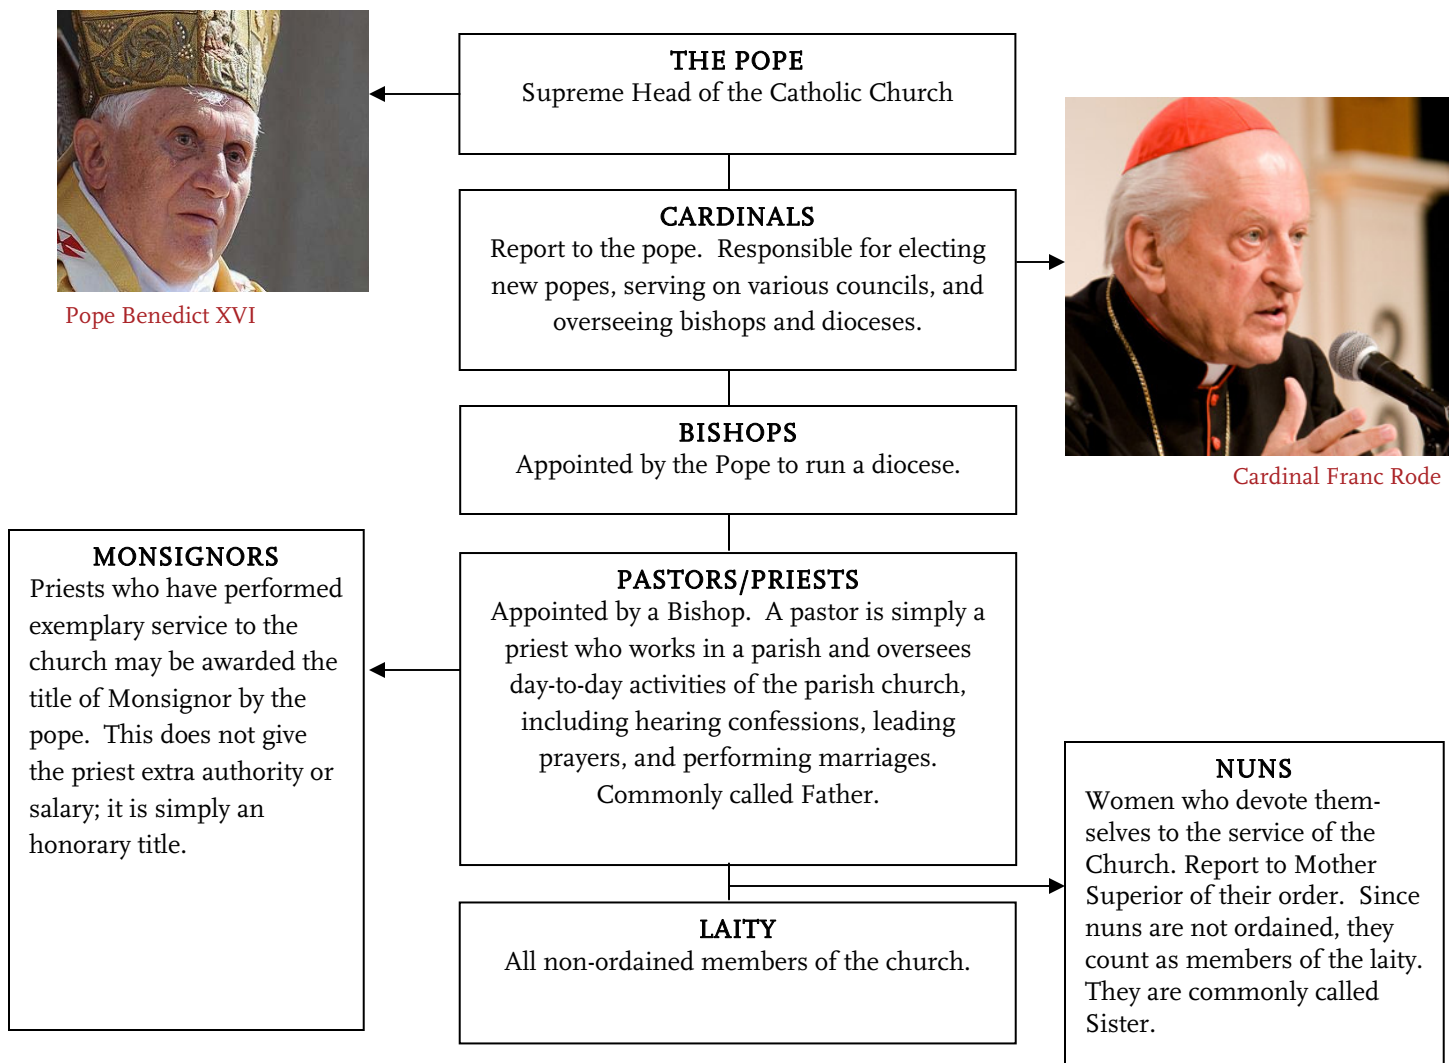 THE POPE
Supreme Head of the Catholic Church
Pope Benedict XVI
CARDINALS
Report to the pope.  Responsible for electing
new popes, serving on various councils, and
overseeing bishops and dioceses.
Cardinal Franc Rode
BISHOPS
Appointed by the Pope to run a diocese.
MONSIGNORS
Priests who have performed
exemplary service to the
church may be awarded the
title of Monsignor by the
pope.  This does not give
the priest extra authority or
salary; it is simply an
honorary title.
PASTORS/PRIESTS
Appointed by a Bishop.  A pastor is simply a
priest who works in a parish and oversees
day-to-day activities of the parish church,
including hearing confessions, leading
prayers, and performing marriages.
Commonly called Father.
NUNS
Women who devote them-
selves to the service of the
Church. Report to Mother
Superior of their order.  Since
nuns are not ordained, they
count as members of the laity.
They are commonly called
Sister.
LAITY
All non-ordained members of the church.